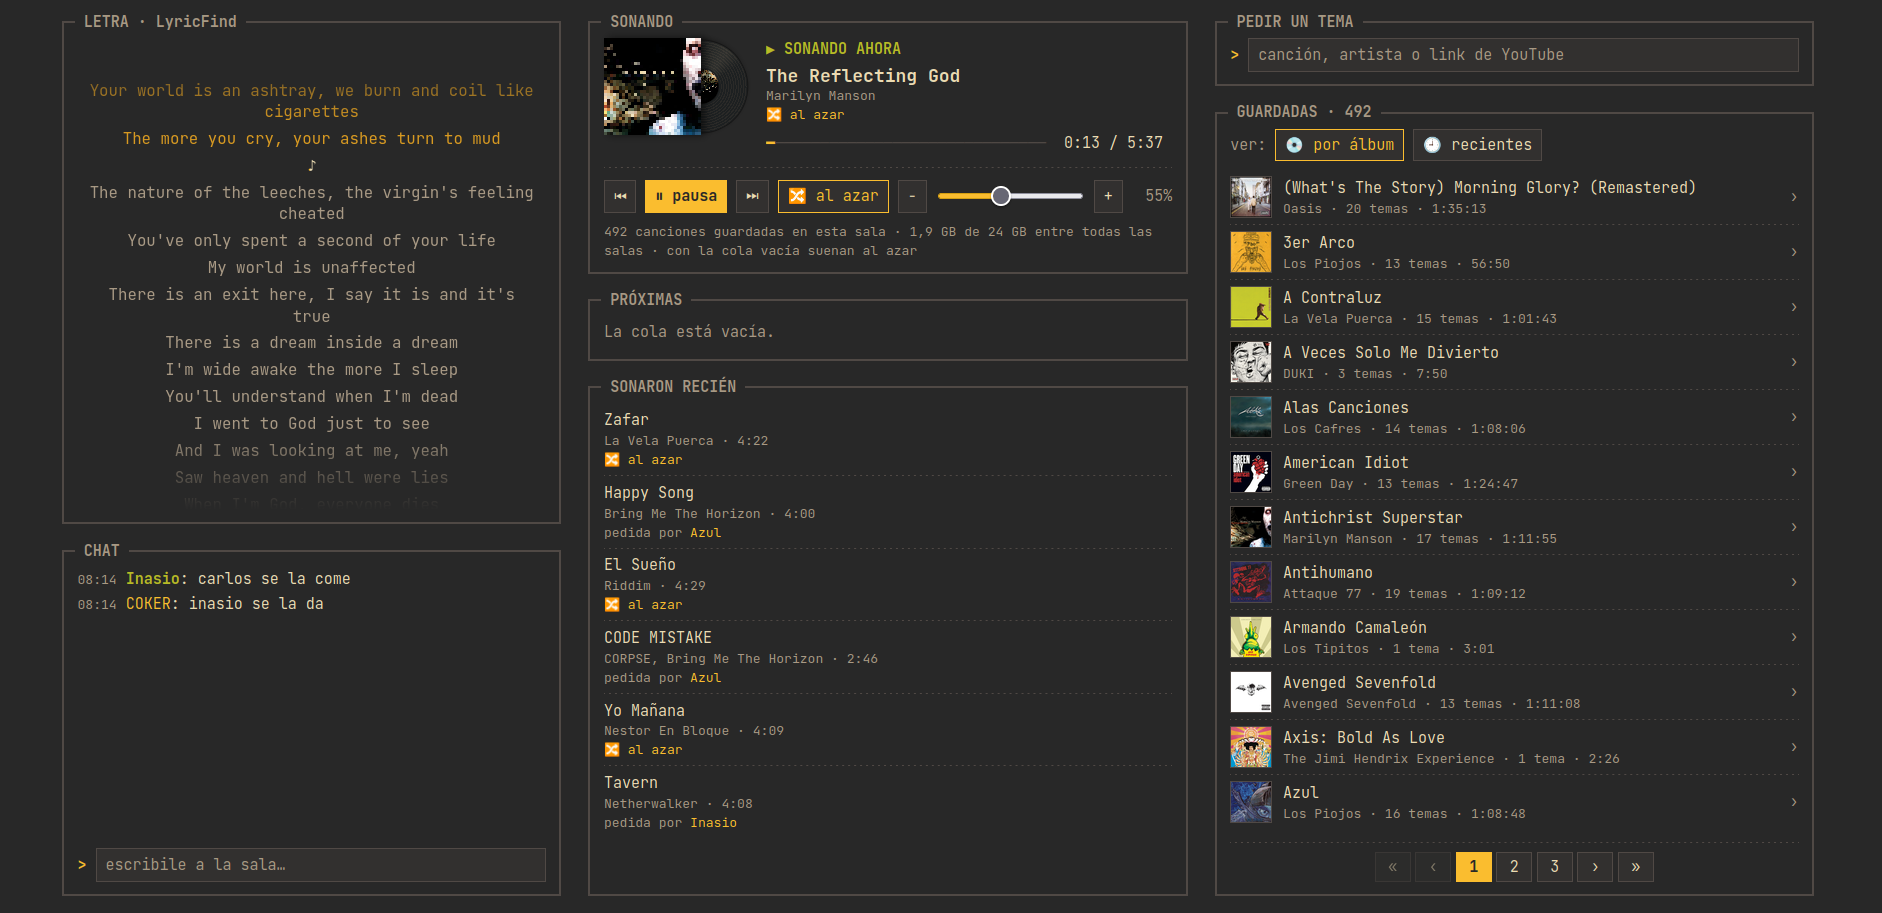 LETRA · LyricFind
Your world is an ashtray, we burn and coil like
cigarettes
The more you cry, your ashes turn to mud
♪
The nature of the leeches, the virgin's feeling
cheated
You've only spent a second of your life
My world is unaffected
There is an exit here, I say it is and it's
true
There is a dream inside a dream
I'm wide awake the more I sleep
You'll understand when I'm dead
I went to God just to see
And I was looking at me, yeah
Saw heaven and hell were lies
When I'm God, everyone dies
CHAT
08:14 Inasio: carlos se la come
08:14 COKER: inasio se la da
> escribile a la sala…
SONANDO
▶ SONANDO AHORA
The Reflecting God
Marilyn Manson
🔀 al azar
0:13 / 5:37
⏮ ⏸ pausa ⏭ 🔀 al azar - + 55%
492 canciones guardadas en esta sala · 1,9 GB de 24 GB entre todas las
salas · con la cola vacía suenan al azar
PRÓXIMAS
La cola está vacía.
SONARON RECIÉN
Zafar
La Vela Puerca · 4:22
🔀 al azar
Happy Song
Bring Me The Horizon · 4:00
pedida por Azul
El Sueño
Riddim · 4:29
🔀 al azar
CODE MISTAKE
CORPSE, Bring Me The Horizon · 2:46
pedida por Azul
Yo Mañana
Nestor En Bloque · 4:09
🔀 al azar
Tavern
Netherwalker · 4:08
pedida por Inasio
PEDIR UN TEMA
> canción, artista o link de YouTube
GUARDADAS · 492
ver: 💿 por álbum 🕘 recientes
(What's The Story) Morning Glory? (Remastered)
Oasis · 20 temas · 1:35:13
›
3er Arco
Los Piojos · 13 temas · 56:50
›
A Contraluz
La Vela Puerca · 15 temas · 1:01:43
›
A Veces Solo Me Divierto
DUKI · 3 temas · 7:50
›
Alas Canciones
Los Cafres · 14 temas · 1:08:06
›
GREEN
DAY
American Idiot
Green Day · 13 temas · 1:24:47
›
Antichrist Superstar
Marilyn Manson · 17 temas · 1:11:55
›
Antihumano
Attaque 77 · 19 temas · 1:09:12
›
Armando Camaleón
Los Tipitos · 1 tema · 3:01
›
Avenged Sevenfold
Avenged Sevenfold · 13 temas · 1:11:08
›
Axis: Bold As Love
The Jimi Hendrix Experience · 1 tema · 2:26
›
Azul
Los Piojos · 16 temas · 1:08:48
›
« ‹ 1 2 3 › »